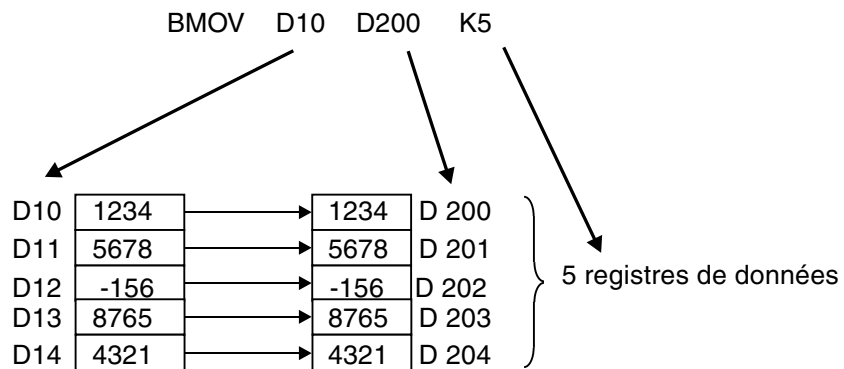 BMOV D10 D200 K5
D10 1234 1234 D 200
D11 5678 5678 D 201
D12 -156 -156 D 202
5 registres de données
D13 8765 8765 D 203
D14 4321 4321 D 204